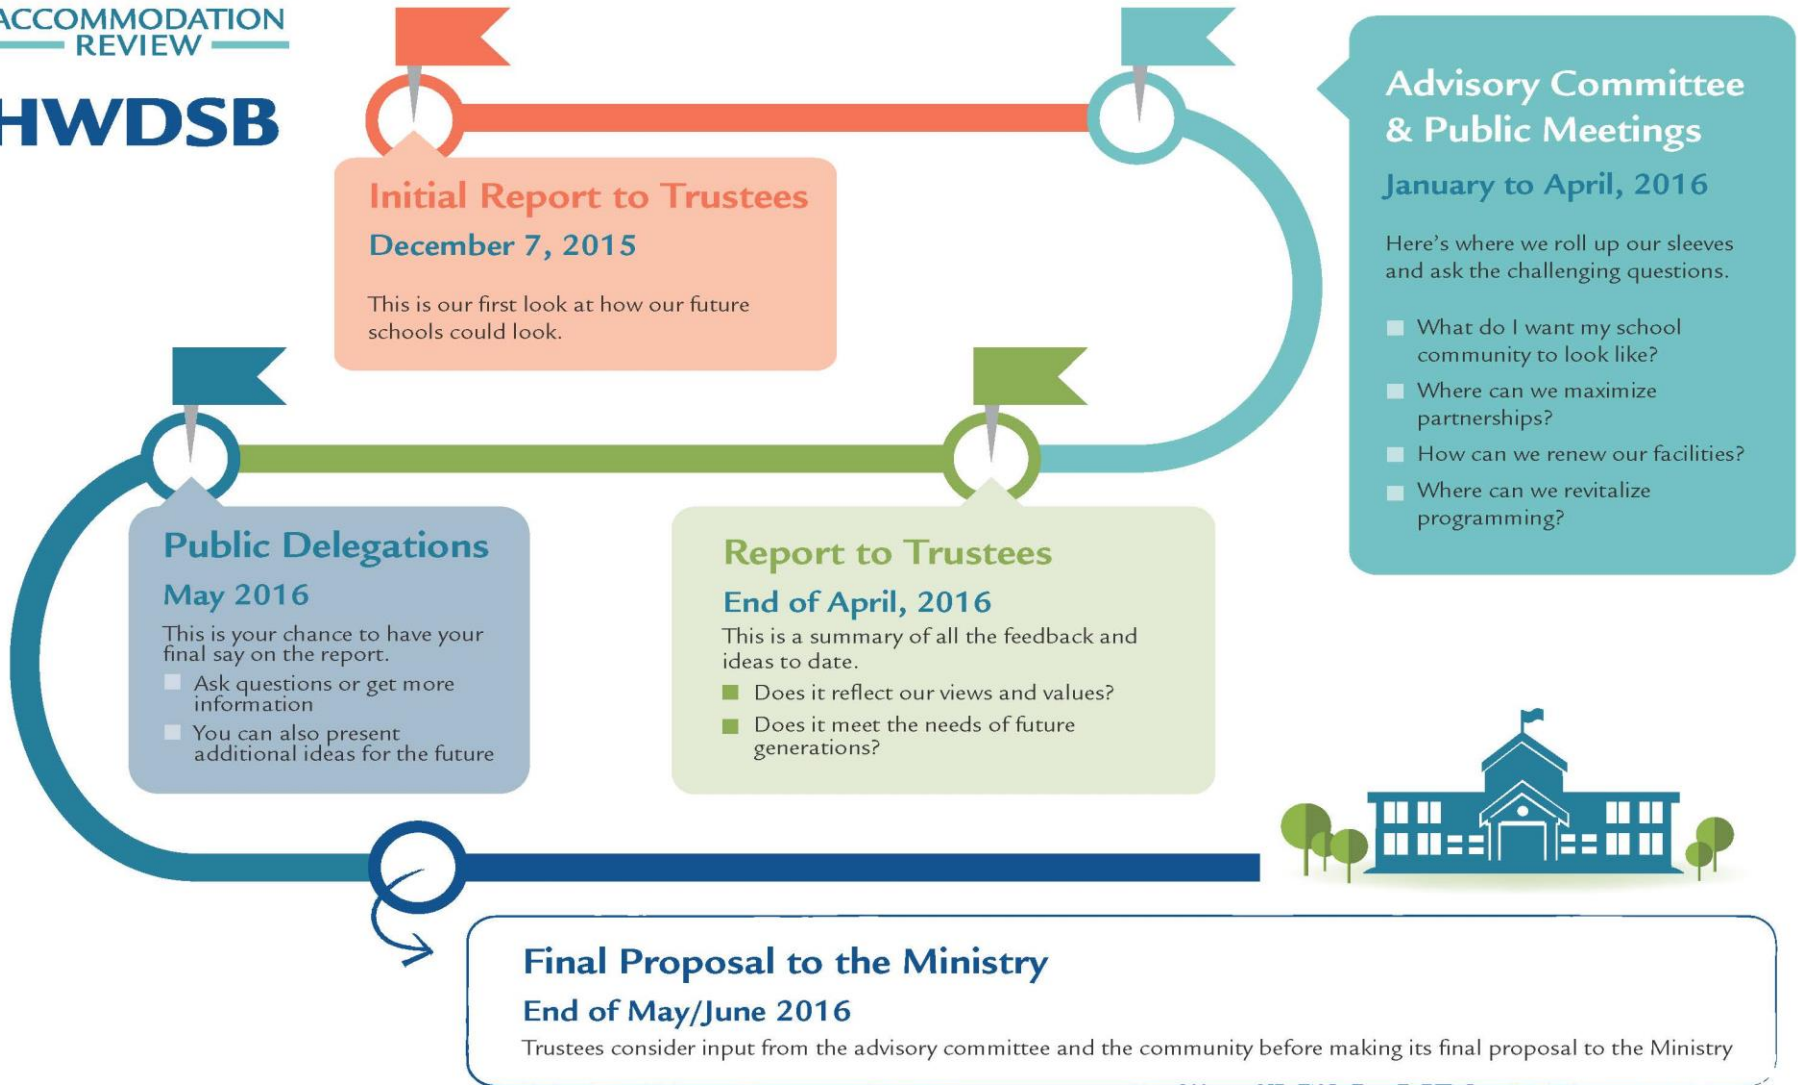 ACCOMMODATION
REVIEW
HWDSB
Initial Report to Trustees
December 7, 2015
This is our first look at how our future
schools could look.
Advisory Committee
& Public Meetings
January to April, 2016
Here's where we roll up our sleeves
and ask the challenging questions.
What do I want my school
community to look like?
Where can we maximize
partnerships?
How can we renew our facilities?
Where can we revitalize
programming?
Report to Trustees
End of April, 2016
This is a summary of all the feedback and
ideas to date.
Does it reflect our views and values?
Does it meet the needs of future
generations?
Public Delegations
May 2016
This is your chance to have your
final say on the report.
Ask questions or get more
information
You can also present
additional ideas for the future
Final Proposal to the Ministry
End of May/June 2016
Trustees consider input from the advisory committee and the community before making its final proposal to the Ministry